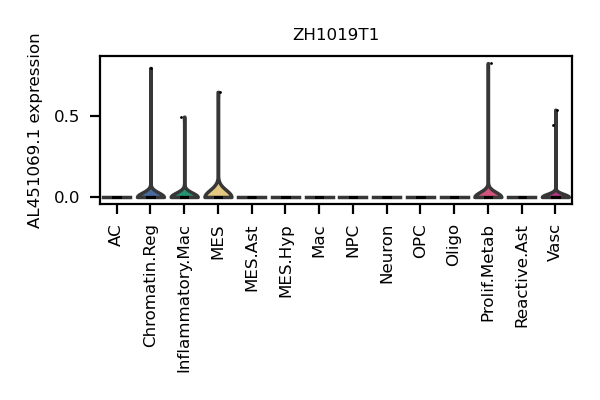 ZH1019T1
AL451069.1 expression
0.5
0.0
AC
Chromatin.Reg
Inflammatory.Mac
MES
MES.Ast
MES.Hyp
Mac
NPC
Neuron
OPC
Oligo
Prolif.Metab
Reactive.Ast
Vasc